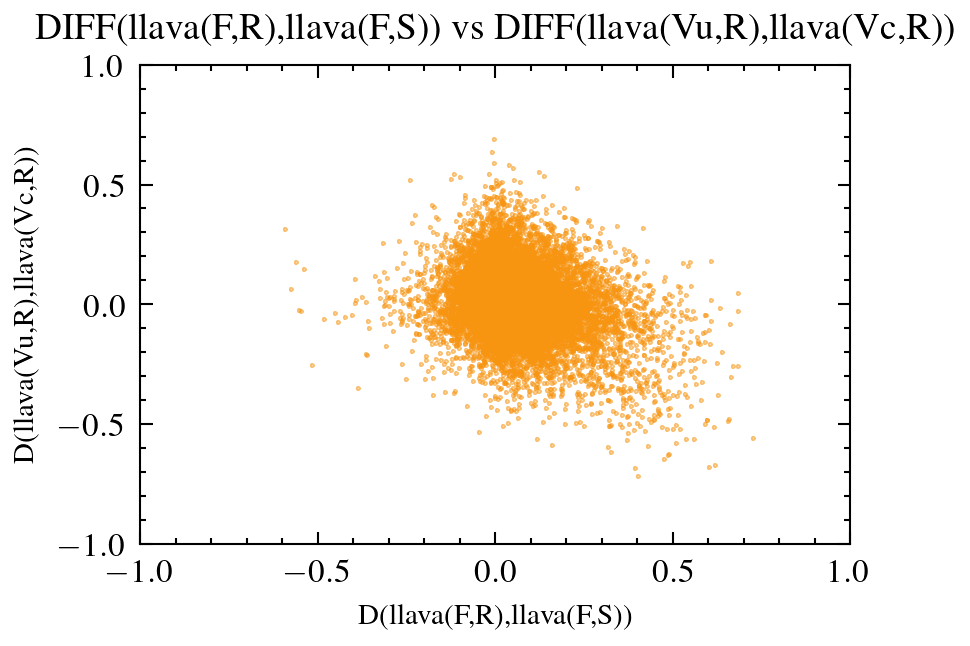 DIFF(llava(F,R),llava(F,S)) vs DIFF(llava(Vu,R),llava(Vc,R))
1.0
0.5
0.0
−0.5
−1.0
D(llava(Vu,R),llava(Vc,R))
−1.0 −0.5 0.0 0.5 1.0
D(llava(F,R),llava(F,S))